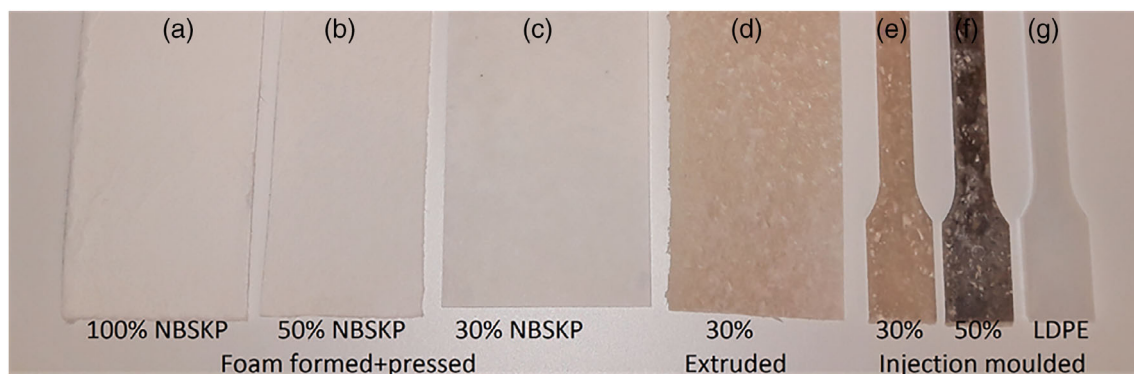 (a) (b) (c) (d) (e) (f) (g)
100% NBSKP 50% NBSKP 30% NBSKP 30% 30% 50% LDPE
Foam formed+pressed Extruded Injection moulded